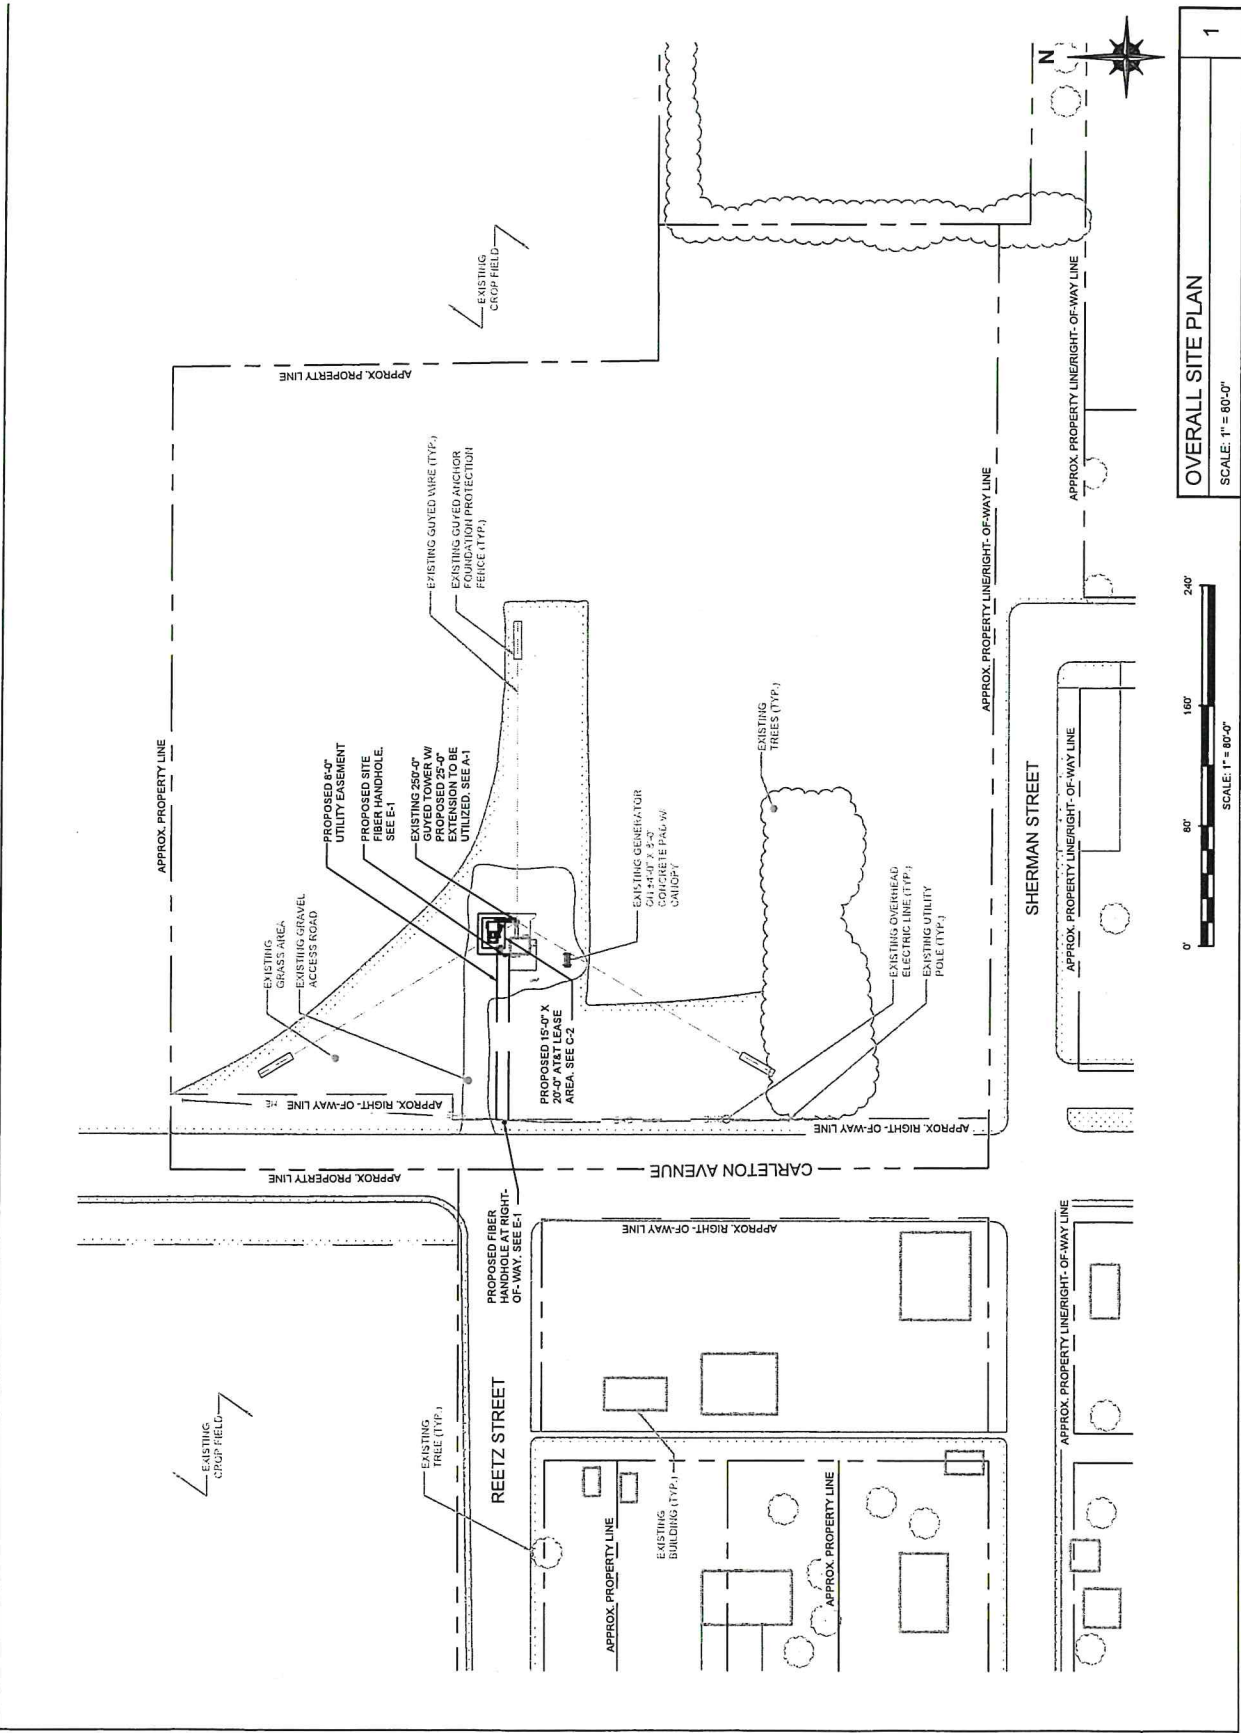 APPROX. PROPERTY LINE
EXISTING
CROP FIELD
APPROX. PROPERTY LINE
EXISTING
GRASS AREA
EXISTING GRAVEL
ACCESS ROAD
PROPOSED 8'-0"
UTILITY EASEMENT
PROPOSED SITE
FIBER HANDHOLE.
SEE E-1
EXISTING 250'-0"
GUYED TOWER W/
PROPOSED 25'-0"
EXTENSION TO BE
UTILIZED. SEE A-1
EXISTING GUYED WIRE (TYP.)
EXISTING GUYED ANCHOR
FOUNDATION PROTECTION
FENCE (TYP.)
EXISTING
CROP FIELD
APPROX. RIGHT-OF-WAY LINE
APPROX. PROPERTY LINE
EXISTING
TREE (TYP.)
REETZ STREET
PROPOSED FIBER
HANDHOLE AT RIGHT-
OF-WAY. SEE E-1
PROPOSED 15'-0" X
20'-0" AT&T LEASE
AREA. SEE C-2
EXISTING GENERATOR
CONCRETE PAD W/
CANOPY
CARLETON AVENUE
APPROX. RIGHT-OF-WAY LINE
APPROX. RIGHT-OF-WAY LINE
EXISTING
TREES (TYP.)
APPROX. PROPERTY LINE
EXISTING
BUILDING (TYP.)
APPROX. PROPERTY LINE
EXISTING OVERHEAD
ELECTRIC LINE (TYP.)
EXISTING UTILITY
POLE (TYP.)
APPROX. PROPERTY LINE/RIGHT- OF-WAY LINE
SHERMAN STREET
APPROX. PROPERTY LINE/RIGHT- OF-WAY LINE
APPROX. PROPERTY LINE/RIGHT- OF-WAY LINE
APPROX. PROPERTY LINE/RIGHT- OF-WAY LINE
N
0' 80' 160' 240'
SCALE: 1" = 80'-0"
OVERALL SITE PLAN
SCALE: 1" = 80'-0"
1